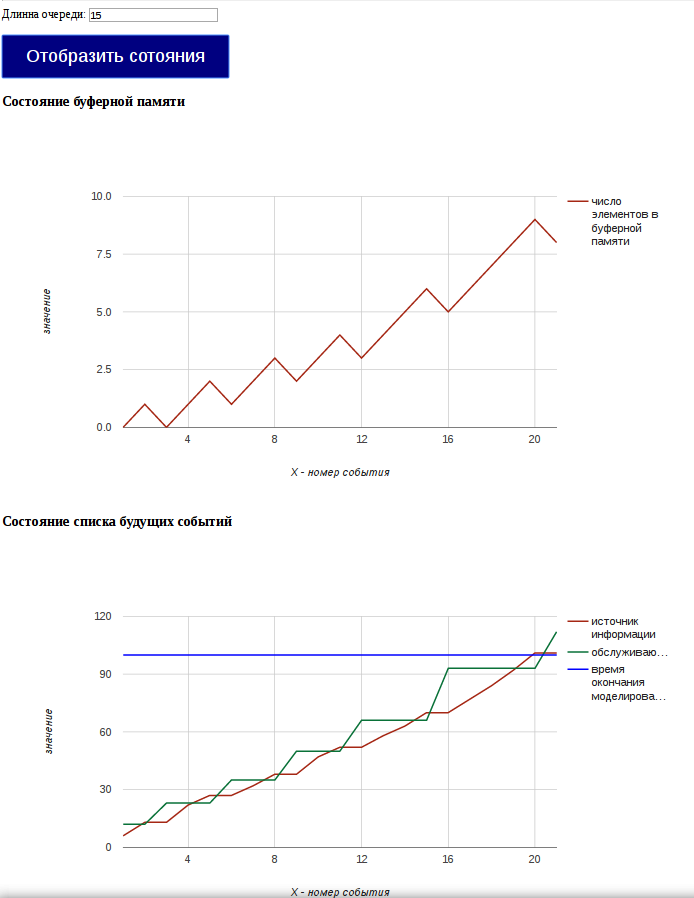 Длинна очереди: 15
Отобразить сотояния
Состояние буферной памяти
10.0
7.5
5.0
2.5
0.0
значение
4 8 12 16 20
X - номер события
число
элементов в
буферной
памяти
Состояние списка будущих событий
120
90
60
30
0
значение
4 8 12 16 20
X - номер события
источник
информации
обслуживаю...
время
окончания
моделирова...